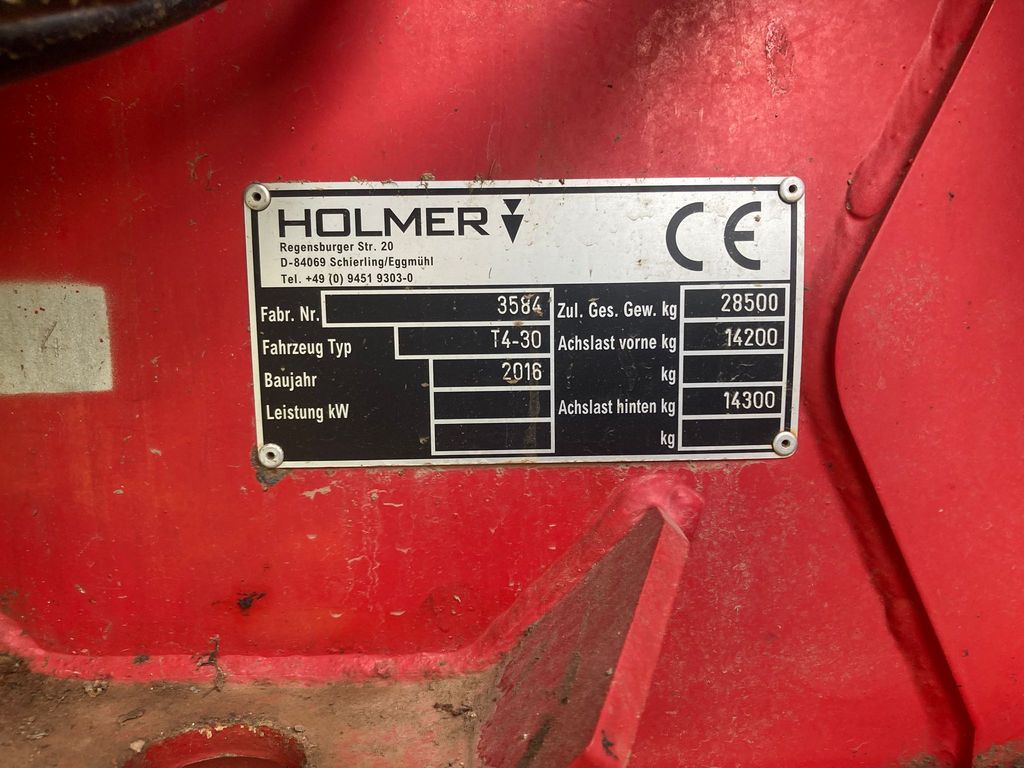 HOLMER
Regensburger Str. 20
D-84069 Schierling/Eggmühl
Tel. +49 (0) 9451 9303-0
CE
Fabr. Nr. 3584
Fahrzeug Typ T4-30
Baujahr 2016
Leistung kW
Zul. Ges. Gew. kg 28500
Achslast vorne kg 14200
kg
Achslast hinten kg 14300
kg